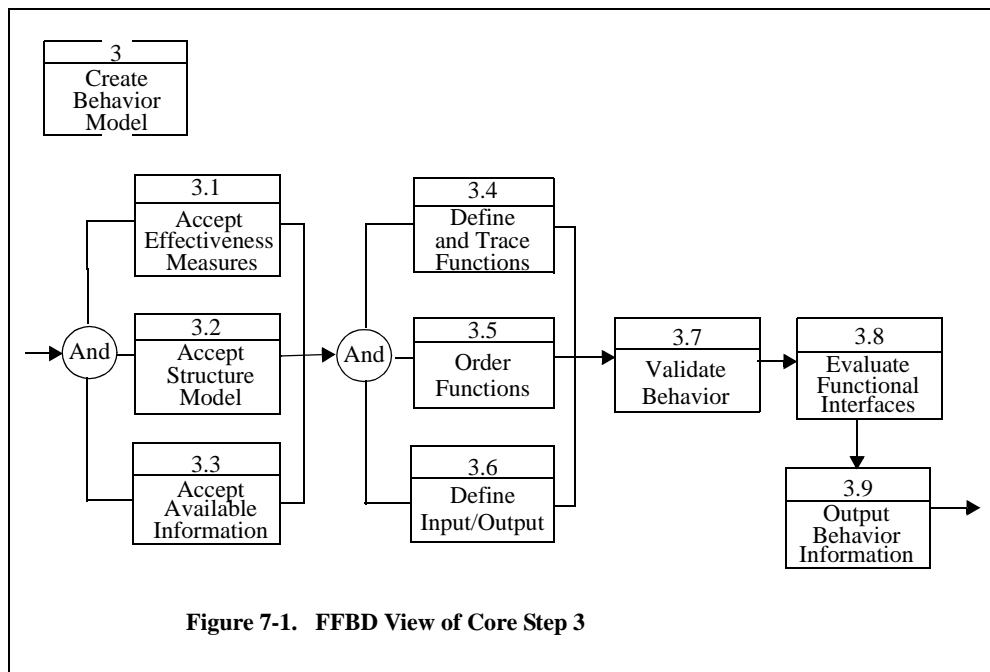 3
Create
Behavior
Model
3.1
Accept
Effectiveness
Measures
3.4
Define
and Trace
Functions
And
3.2
Accept
Structure
Model
And
3.5
Order
Functions
3.7
Validate
Behavior
3.8
Evaluate
Functional
Interfaces
3.3
Accept
Available
Information
3.6
Define
Input/Output
3.9
Output
Behavior
Information
Figure 7-1. FFBD View of Core Step 3